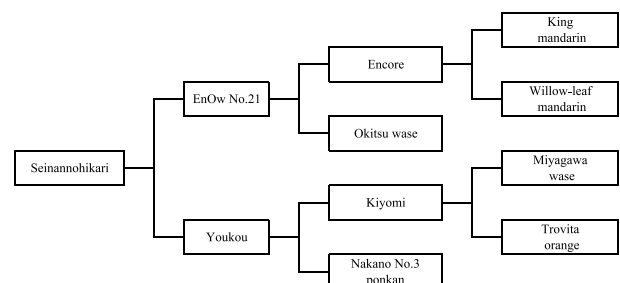 King
mandarin
Encore
EnOw No.21
Willow-leaf
mandarin
Okitsu wase
Seinannohikari
Miyagawa
wase
Kiyomi
Youkou
Trovita
orange
Nakano No.3
ponkan